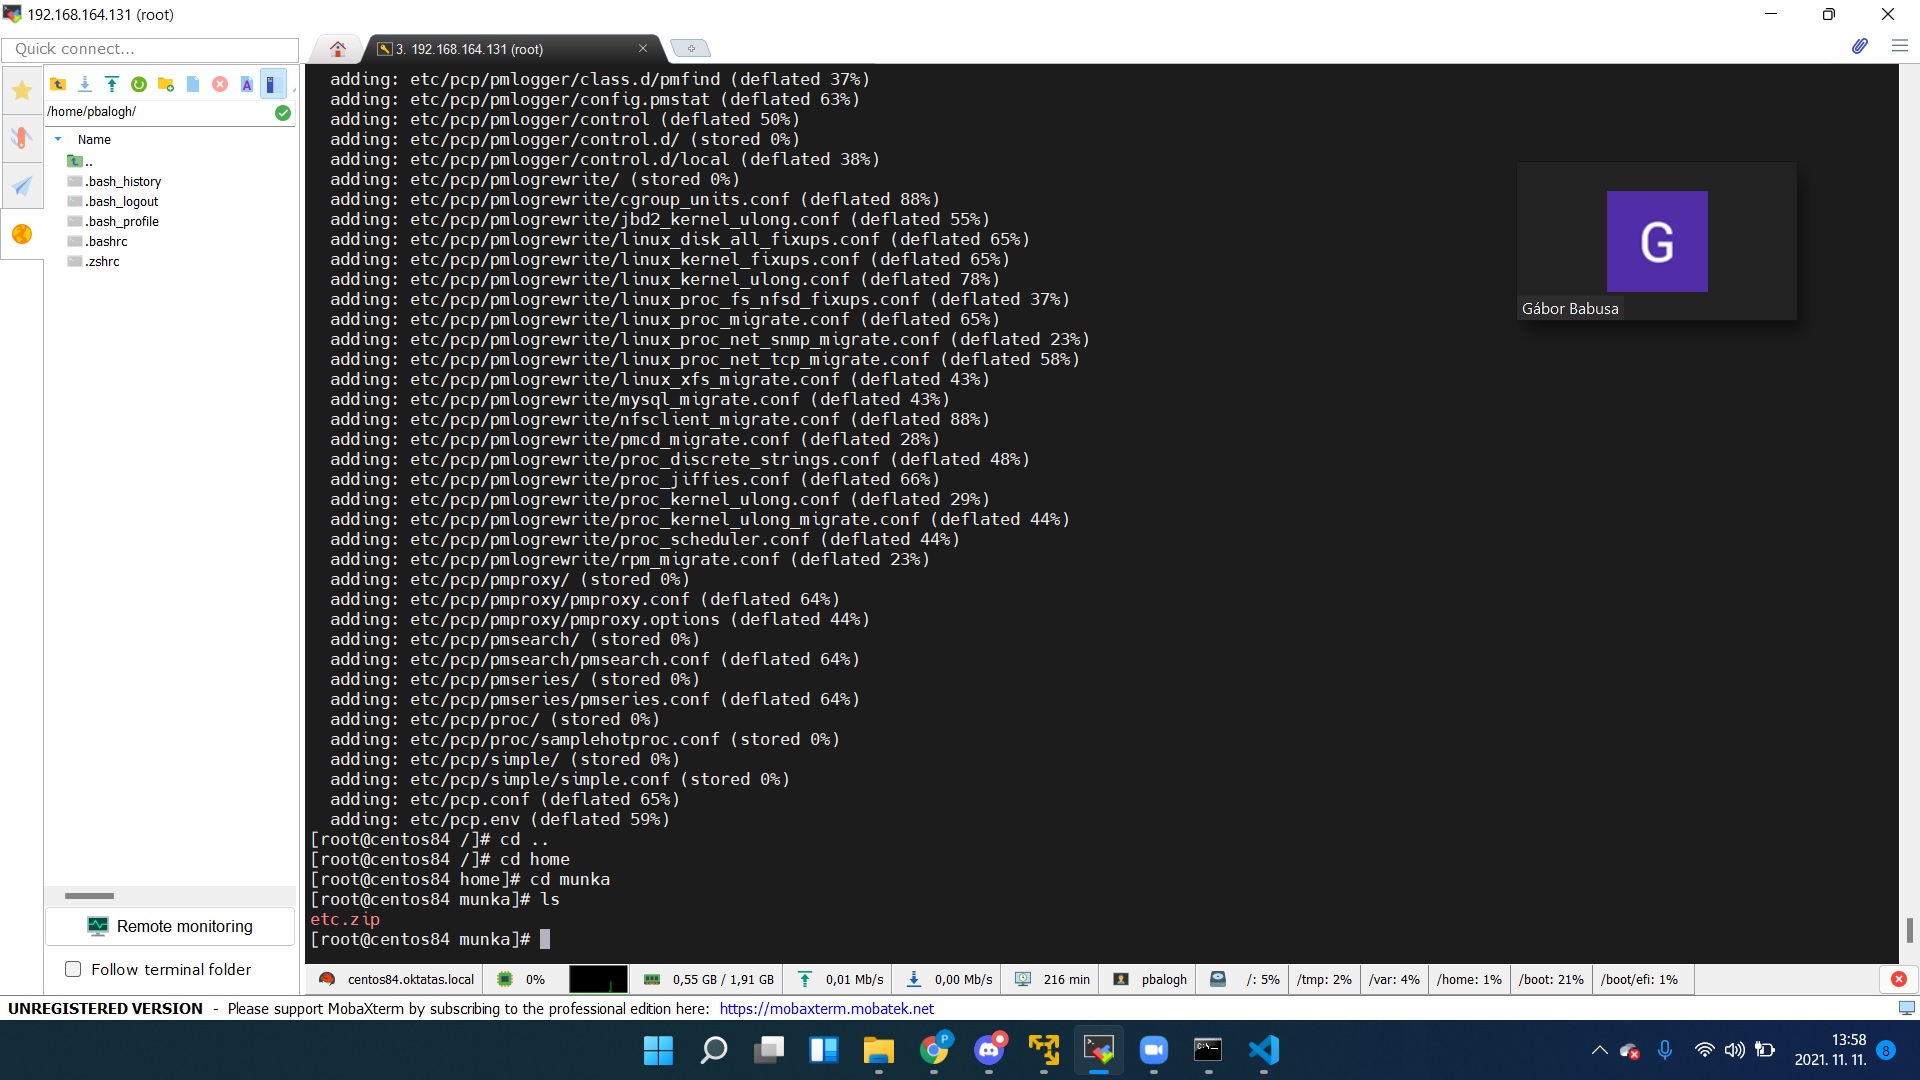 192.168.164.131 (root)
Quick connect...
3. 192.168.164.131 (root)
/home/pbalogh/
Name
..
.bash_history
.bash_logout
.bash_profile
.bashrc
.zshrc
Remote monitoring
Follow terminal folder
adding: etc/pcp/pmlogger/class.d/pmfind (deflated 37%)
adding: etc/pcp/pmlogger/config.pmstat (deflated 63%)
adding: etc/pcp/pmlogger/control (deflated 50%)
adding: etc/pcp/pmlogger/control.d/ (stored 0%)
adding: etc/pcp/pmlogger/control.d/local (deflated 38%)
adding: etc/pcp/pmlogrewrite/ (stored 0%)
adding: etc/pcp/pmlogrewrite/cgroup_units.conf (deflated 88%)
adding: etc/pcp/pmlogrewrite/jbd2_kernel_ulong.conf (deflated 55%)
adding: etc/pcp/pmlogrewrite/linux_disk_all_fixups.conf (deflated 65%)
adding: etc/pcp/pmlogrewrite/linux_kernel_fixups.conf (deflated 65%)
adding: etc/pcp/pmlogrewrite/linux_kernel_ulong.conf (deflated 78%)
adding: etc/pcp/pmlogrewrite/linux_proc_fs_nfsd_fixups.conf (deflated 37%)
adding: etc/pcp/pmlogrewrite/linux_proc_migrate.conf (deflated 65%)
adding: etc/pcp/pmlogrewrite/linux_proc_net_snmp_migrate.conf (deflated 23%)
adding: etc/pcp/pmlogrewrite/linux_proc_net_tcp_migrate.conf (deflated 58%)
adding: etc/pcp/pmlogrewrite/linux_xfs_migrate.conf (deflated 43%)
adding: etc/pcp/pmlogrewrite/mysql_migrate.conf (deflated 43%)
adding: etc/pcp/pmlogrewrite/nfsclient_migrate.conf (deflated 88%)
adding: etc/pcp/pmlogrewrite/pmcd_migrate.conf (deflated 28%)
adding: etc/pcp/pmlogrewrite/proc_discrete_strings.conf (deflated 48%)
adding: etc/pcp/pmlogrewrite/proc_jiffies.conf (deflated 66%)
adding: etc/pcp/pmlogrewrite/proc_kernel_ulong.conf (deflated 29%)
adding: etc/pcp/pmlogrewrite/proc_kernel_ulong_migrate.conf (deflated 44%)
adding: etc/pcp/pmlogrewrite/proc_scheduler.conf (deflated 44%)
adding: etc/pcp/pmlogrewrite/rpm_migrate.conf (deflated 23%)
adding: etc/pcp/pmproxy/ (stored 0%)
adding: etc/pcp/pmproxy/pmproxy.conf (deflated 64%)
adding: etc/pcp/pmproxy/pmproxy.options (deflated 44%)
adding: etc/pcp/pmsearch/ (stored 0%)
adding: etc/pcp/pmsearch/pmsearch.conf (deflated 64%)
adding: etc/pcp/pmseries/ (stored 0%)
adding: etc/pcp/pmseries/pmseries.conf (deflated 64%)
adding: etc/pcp/proc/ (stored 0%)
adding: etc/pcp/proc/samplehotproc.conf (stored 0%)
adding: etc/pcp/simple/ (stored 0%)
adding: etc/pcp/simple/simple.conf (stored 0%)
adding: etc/pcp.conf (deflated 65%)
adding: etc/pcp.env (deflated 59%)
[root@centos84 /]# cd ..
[root@centos84 /]# cd home
[root@centos84 home]# cd munka
[root@centos84 munka]# ls
etc.zip
[root@centos84 munka]#
G
Gábor Babusa
centos84.oktatas.local 0% 0,55 GB / 1,91 GB 0,01 Mb/s 0,00 Mb/s 216 min pbalogh /: 5% /tmp: 2% /var: 4% /home: 1% /boot: 21% /boot/efi: 1%
UNREGISTERED VERSION - Please support MobaXterm by subscribing to the professional edition here: https://mobaxterm.mobatek.net
P
13:58
2021. 11. 11.
8